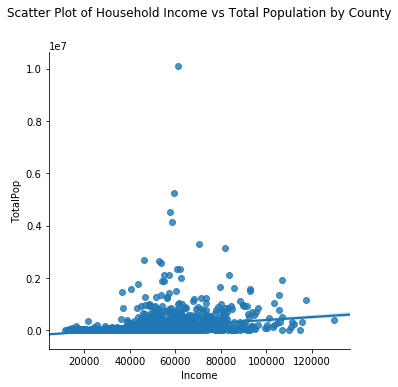 Scatter Plot of Household Income vs Total Population by County
1e7
1.0
0.8
0.6
0.4
0.2
0.0
TotalPop
20000 40000 60000 80000 100000 120000
Income